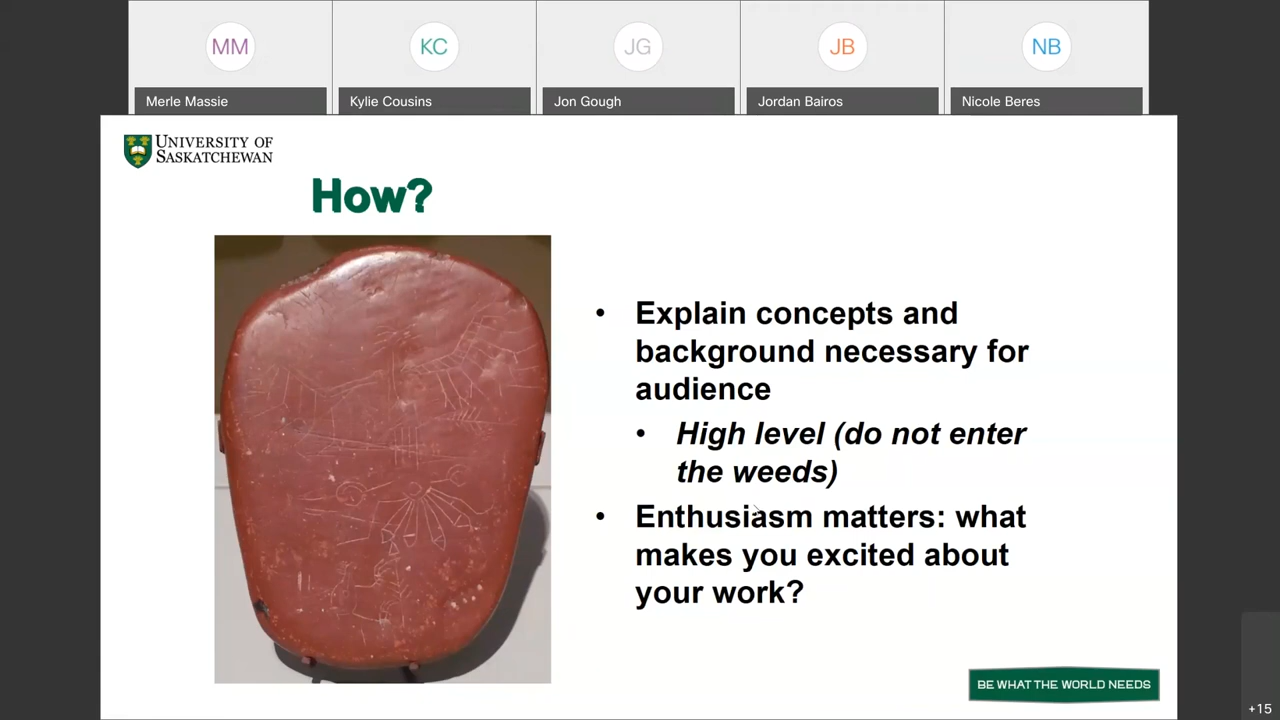 MM
KC
JG
JB
NB
Merle Massie
Kylie Cousins
Jon Gough
Jordan Bairos
Nicole Beres
UNIVERSITY OF
SASKATCHEWAN
How?
• Explain concepts and
background necessary for
audience
• High level (do not enter
the weeds)
• Enthusiasm matters: what
makes you excited about
your work?
BE WHAT THE WORLD NEEDS
+15